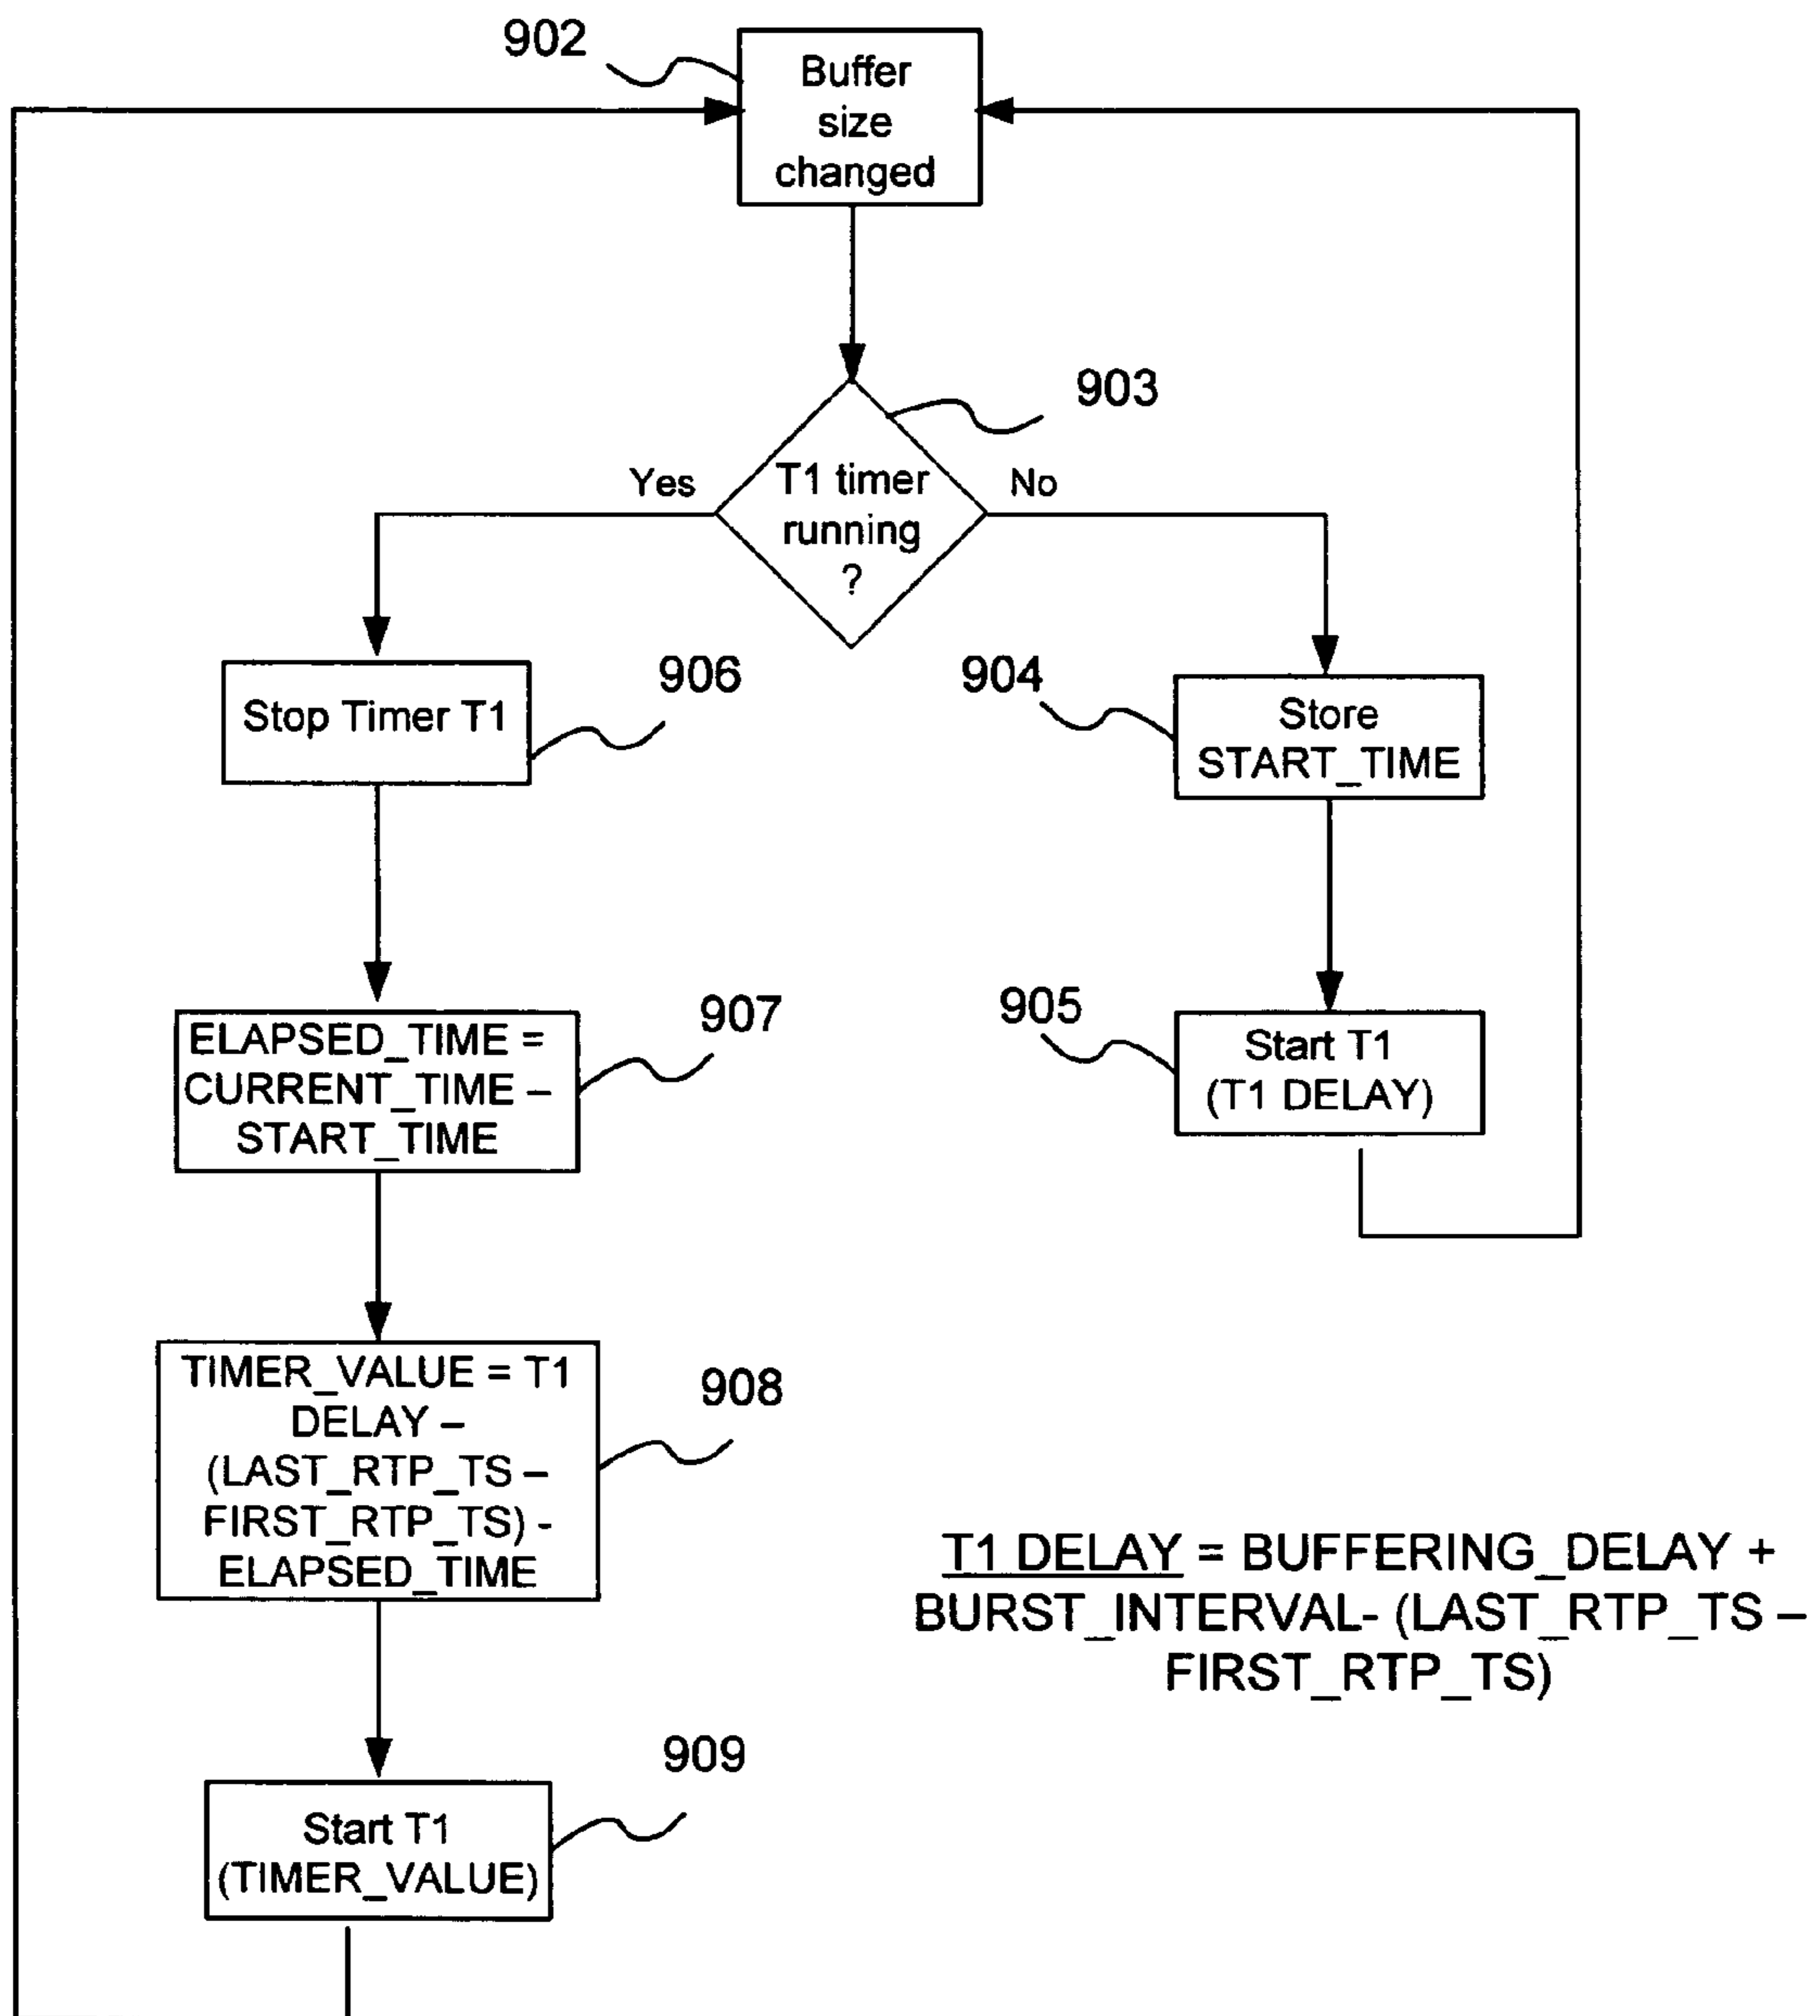 902
Buffer
size
changed
903
Yes
T1 timer
running
?
No
906
Stop Timer T1
904
Store
START_TIME
907
ELAPSED_TIME =
CURRENT_TIME –
START_TIME
905
Start T1
(T1 DELAY)
908
TIMER_VALUE = T1
DELAY –
(LAST_RTP_TS –
FIRST_RTP_TS) -
ELAPSED_TIME
T1 DELAY = BUFFERING_DELAY +
BURST_INTERVAL- (LAST_RTP_TS –
FIRST_RTP_TS)
909
Start T1
(TIMER_VALUE)